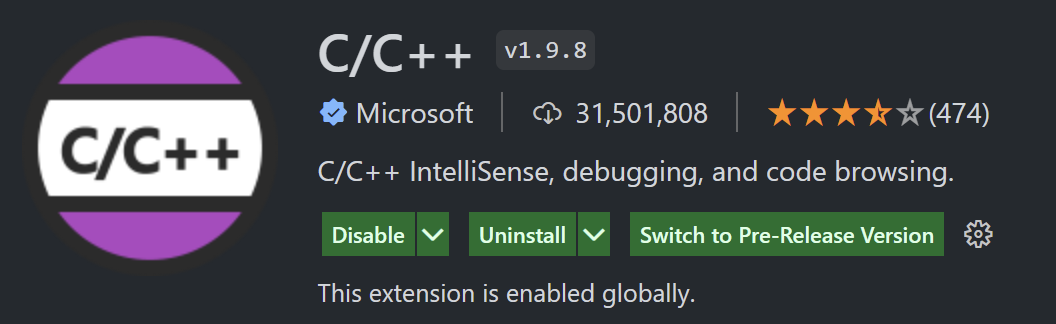 C/C++
C/C++ v1.9.8
Microsoft 31,501,808 (474)
C/C++ IntelliSense, debugging, and code browsing.
Disable Uninstall Switch to Pre-Release Version
This extension is enabled globally.